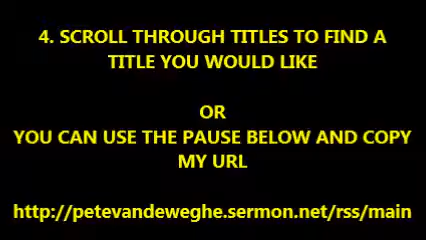 4. SCROLL THROUGH TITLES TO FIND A
TITLE YOU WOULD LIKE
OR
YOU CAN USE THE PAUSE BELOW AND COPY
MY URL
http://petevandeweghe.sermon.net/rss/main